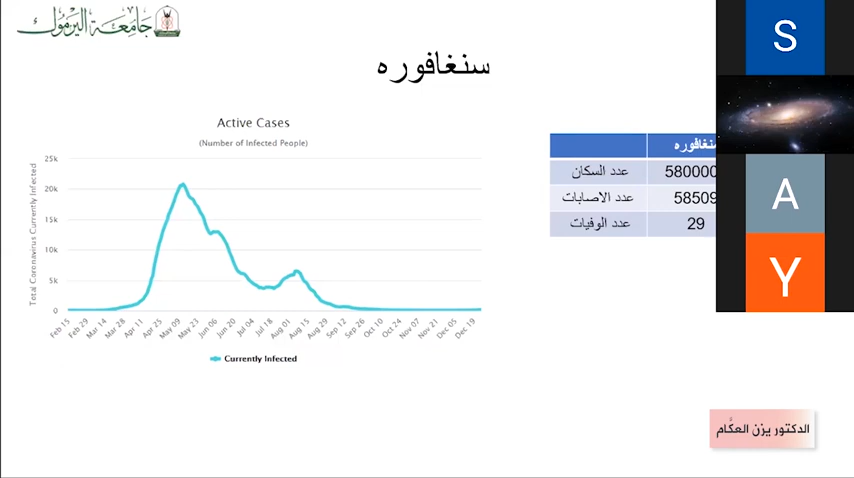 جامعة اليرموك
سنغافوره
Active Cases
(Number of Infected People)
Total Coronavirus Currently Infected
25k
20k
15k
10k
5k
0
Feb 15
Feb 29
Mar 14
Mar 28
Apr 11
Apr 25
May 09
May 23
Jun 06
Jun 20
Jul 04
Jul 18
Aug 01
Aug 15
Aug 29
Sep 12
Sep 26
Oct 10
Oct 24
Nov 07
Nov 21
Dec 05
Dec 19
Currently Infected
عدد السكان 580000
عدد الاصابات 58509
عدد الوفيات 29
S
A
Y
الدكتور يزن العكَّام